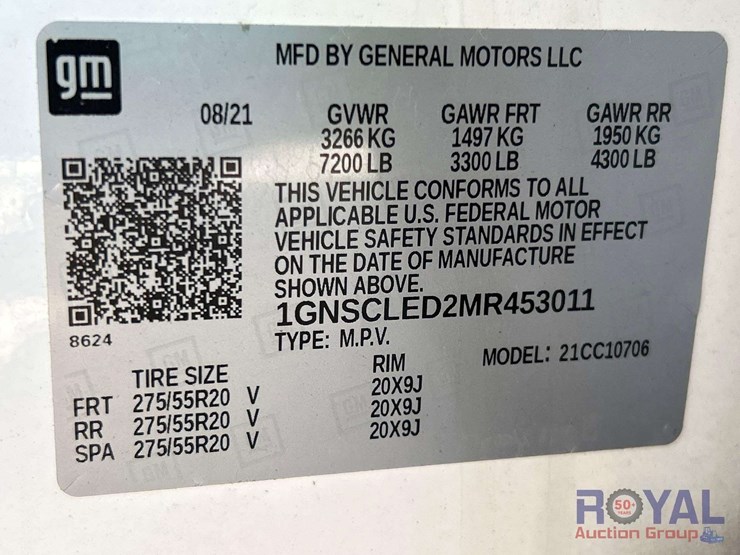 gm
MFD BY GENERAL MOTORS LLC
08/21 GVWR GAWR FRT GAWR RR
3266 KG 1497 KG 1950 KG
7200 LB 3300 LB 4300 LB
THIS VEHICLE CONFORMS TO ALL
APPLICABLE U.S. FEDERAL MOTOR
VEHICLE SAFETY STANDARDS IN EFFECT
ON THE DATE OF MANUFACTURE
SHOWN ABOVE.
1GNSCLED2MR453011
8624
TYPE: M.P.V. MODEL: 21CC10706
TIRE SIZE RIM
FRT 275/55R20 V 20X9J
RR 275/55R20 V 20X9J
SPA 275/55R20 V 20X9J
ROYAL
50+
YEARS
Auction Group